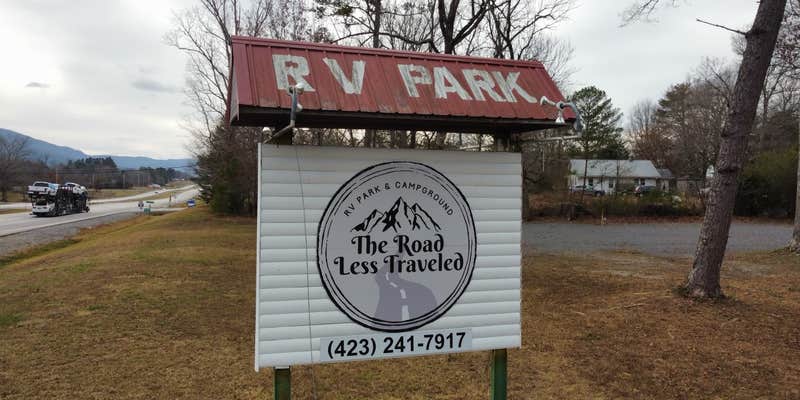 RV PARK
RV PARK & CAMPGROUND
The Road
Less Traveled
(423) 241-7917